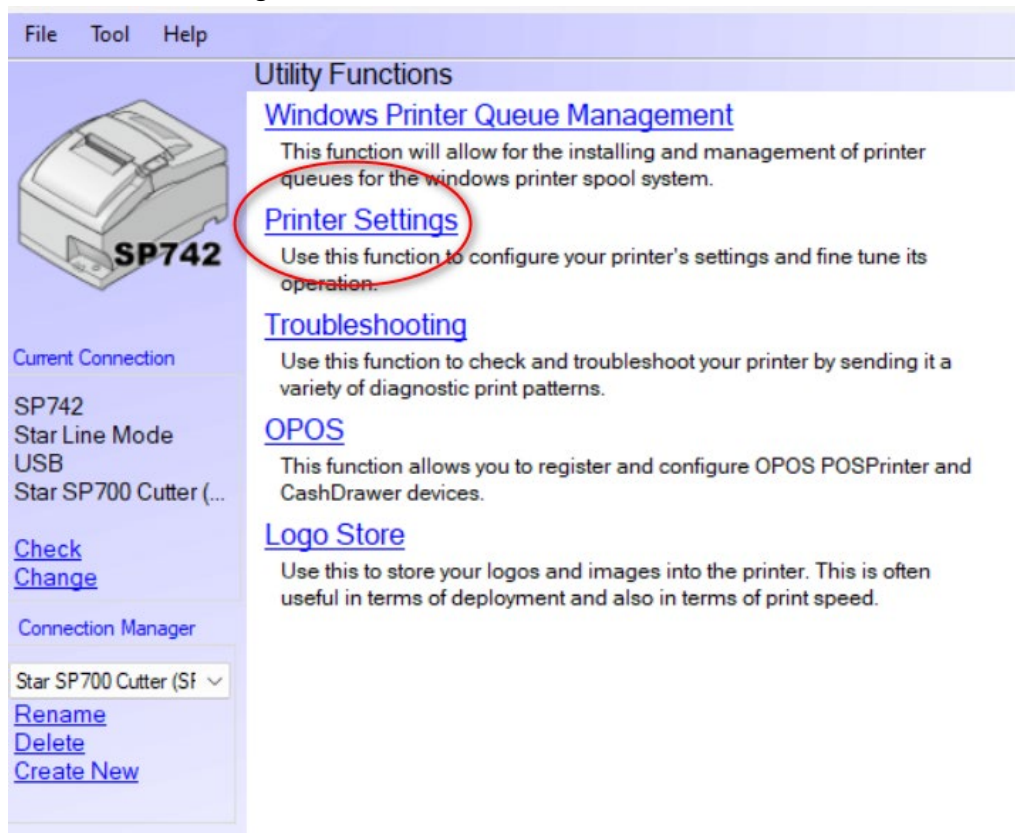 File Tool Help
Utility Functions
Windows Printer Queue Management
This function will allow for the installing and management of printer
queues for the windows printer spool system.
Printer Settings
Use this function to configure your printer's settings and fine tune its
operation.
Troubleshooting
Use this function to check and troubleshoot your printer by sending it a
variety of diagnostic print patterns.
OPOS
This function allows you to register and configure OPOS POSPrinter and
CashDrawer devices.
Logo Store
Use this to store your logos and images into the printer. This is often
useful in terms of deployment and also in terms of print speed.
SP742
Current Connection
SP742
Star Line Mode
USB
Star SP700 Cutter (...
Check
Change
Connection Manager
Star SP700 Cutter (SF
Rename
Delete
Create New